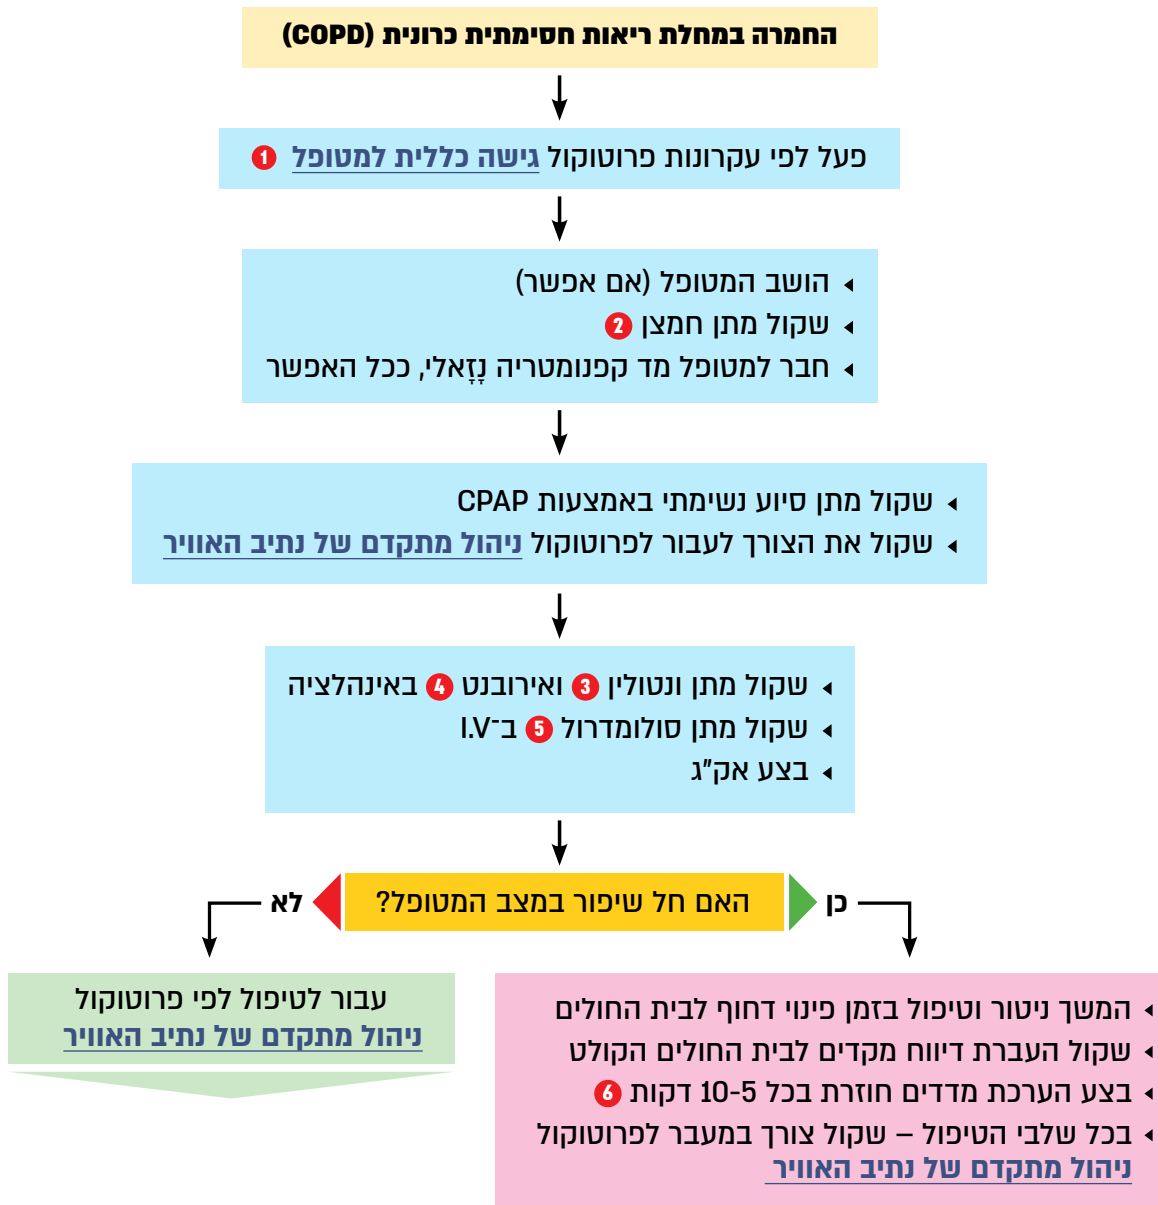 החמרה במחלת ריאות חסימתית כרונית (COPD)
פעל לפי עקרונות פרוטוקול גישה כללית למטופל 1
הושב המטופל (אם אפשר)
שקול מתן חמצן 2
חבר למטופל מד קפנומטריה נָזָאלי, ככל האפשר
שקול מתן סיוע נשימתי באמצעות CPAP
שקול את הצורך לעבור לפרוטוקול ניהול מתקדם של נתיב האוויר
שקול מתן ונטולין 3 ואירובנט 4 באינהלציה
שקול מתן סולומדרול 5 ב־I.V
בצע אק"ג
האם חל שיפור במצב המטופל?
כן
לא
המשך ניטור וטיפול בזמן פינוי דחוף לבית החולים
שקול העברת דיווח מקדים לבית החולים הקולט
בצע הערכת מדדים חוזרת בכל 10-5 דקות 6
בכל שלבי הטיפול – שקול צורך במעבר לפרוטוקול
ניהול מתקדם של נתיב האוויר
עבור לטיפול לפי פרוטוקול
ניהול מתקדם של נתיב האוויר